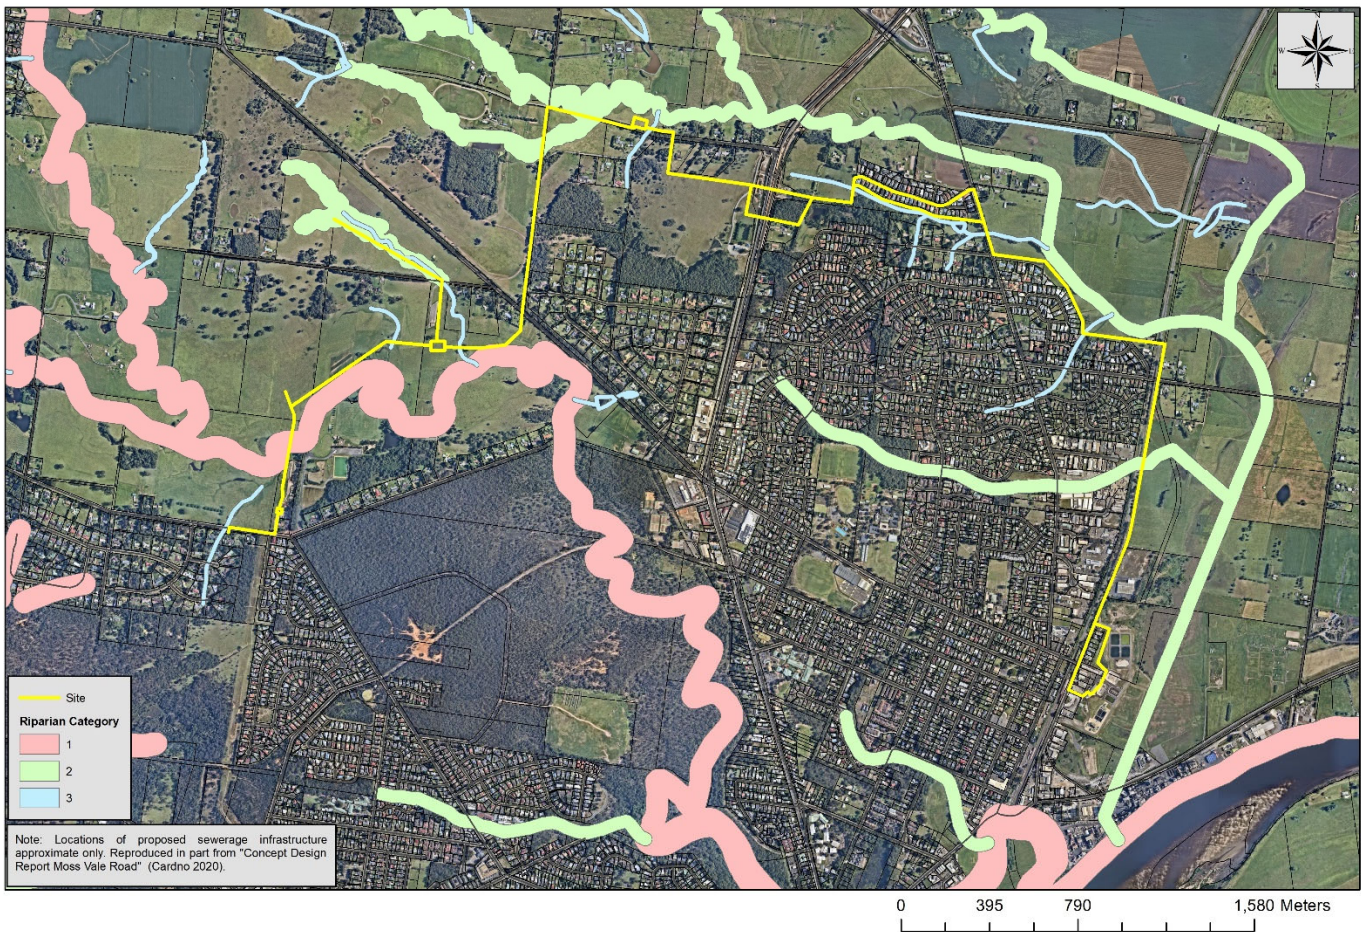 N
W E
S
Site
Riparian Category
1
2
3
Note: Locations of proposed sewerage infrastructure
approximate only. Reproduced in part from "Concept Design
Report Moss Vale Road" (Cardno 2020).
0 395 790 1,580 Meters